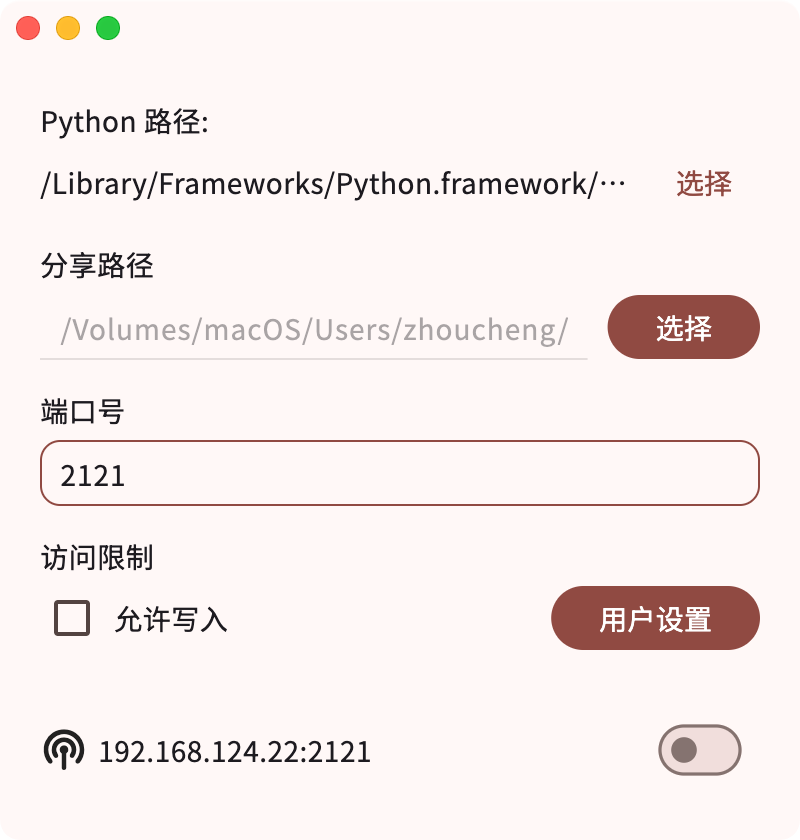 Python 路径:
/Library/Frameworks/Python.framework/··· 选择
分享路径
/Volumes/macOS/Users/zhoucheng/ 选择
端口号
2121
访问限制
允许写入 用户设置
192.168.124.22:2121